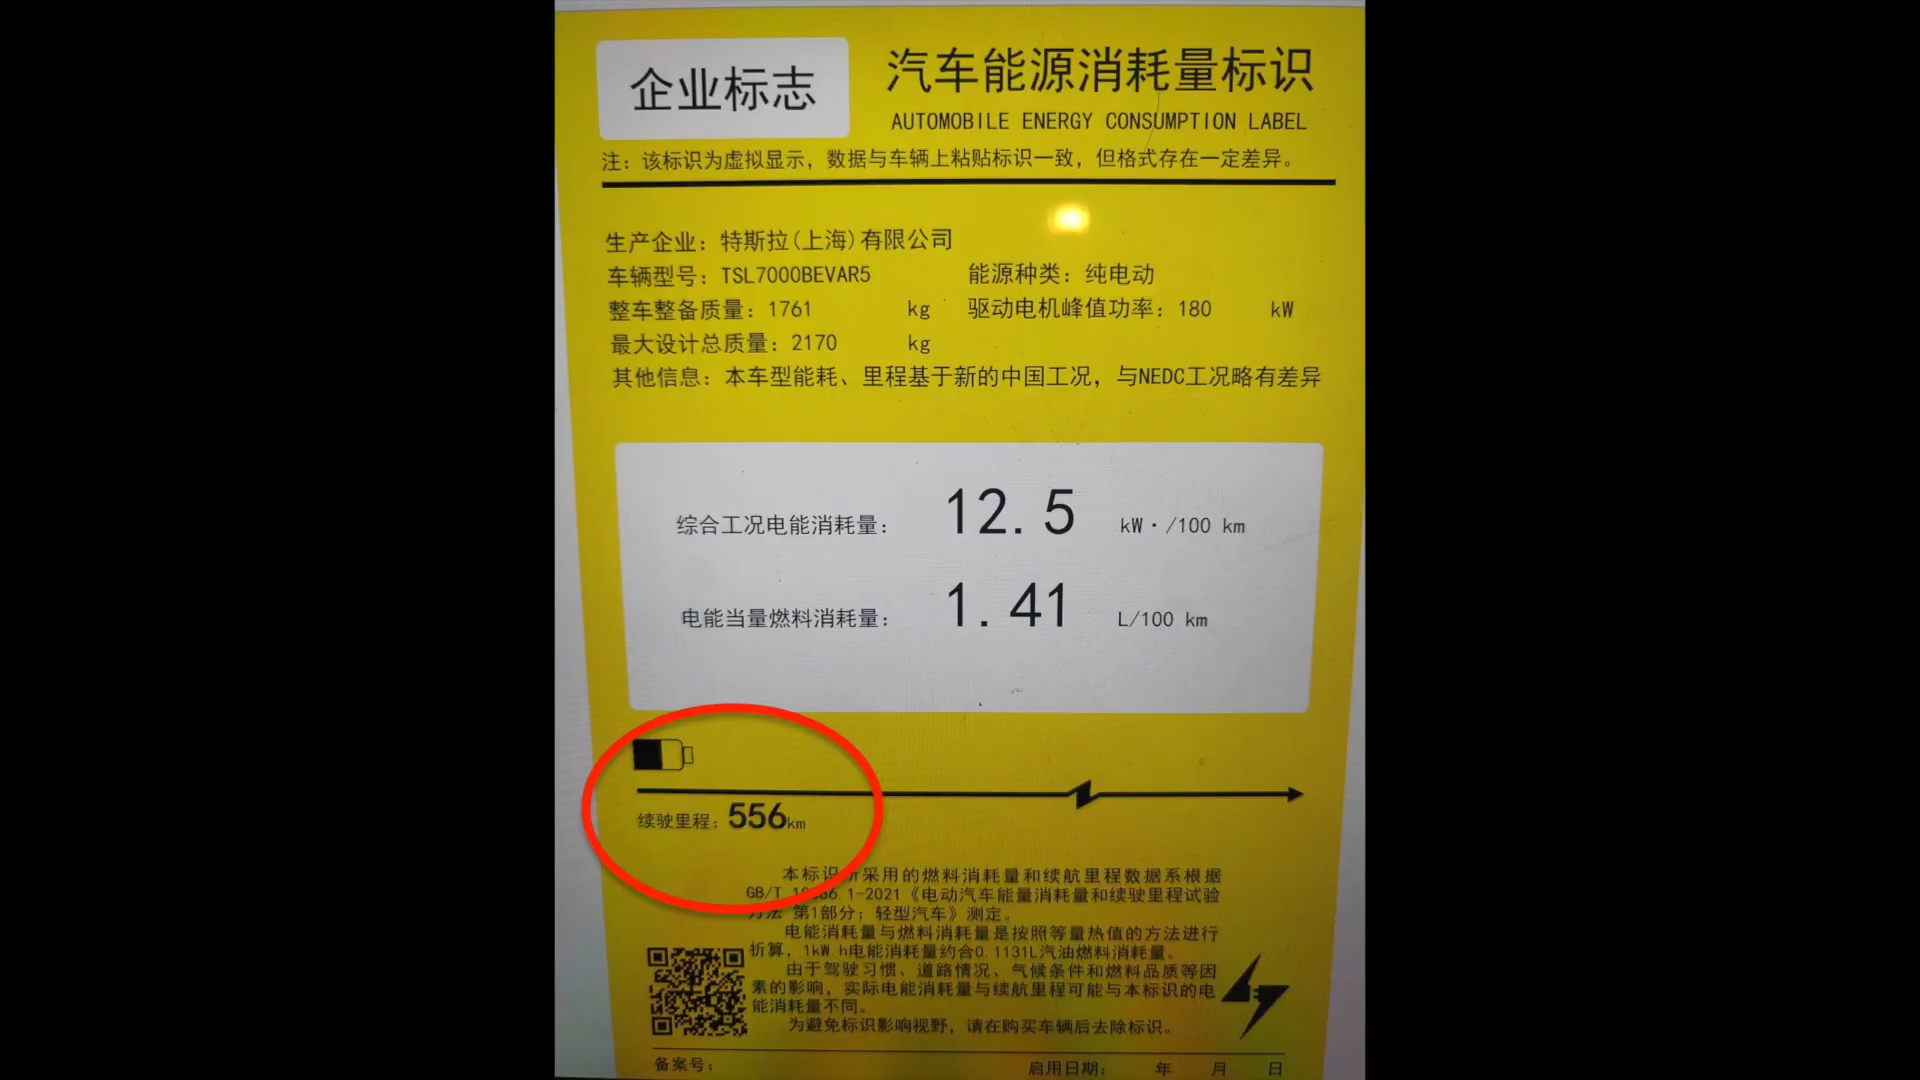 企业标志
汽车能源消耗量标识
AUTOMOBILE ENERGY CONSUMPTION LABEL
注：该标识为虚拟显示，数据与车辆上粘贴标识一致，但格式存在一定差异。
生产企业：特斯拉(上海)有限公司
车辆型号：TSL7000BEVAR5 能源种类：纯电动
整车整备质量：1761 kg 驱动电机峰值功率：180 kW
最大设计总质量：2170 kg
其他信息：本车型能耗、里程基于新的中国工况，与NEDC工况略有差异
综合工况电能消耗量： 12.5 kW·/100 km
电能当量燃料消耗量： 1.41 L/100 km
续驶里程：556km
本标识所采用的燃料消耗量和续航里程数据系根据
GB/T 18386.1-2021《电动汽车能量消耗量和续驶里程试验
方法 第1部分；轻型汽车》测定。
电能消耗量与燃料消耗量是按照等量热值的方法进行
折算，1kW.h电能消耗量约合0.1131L汽油燃料消耗量。
由于驾驶习惯、道路情况、气候条件和燃料品质等因
素的影响，实际电能消耗量与续航里程可能与本标识的电
能消耗量不同。
为避免标识影响视野，请在购买车辆后去除标识。
备案号： 启用日期： 年 月 日